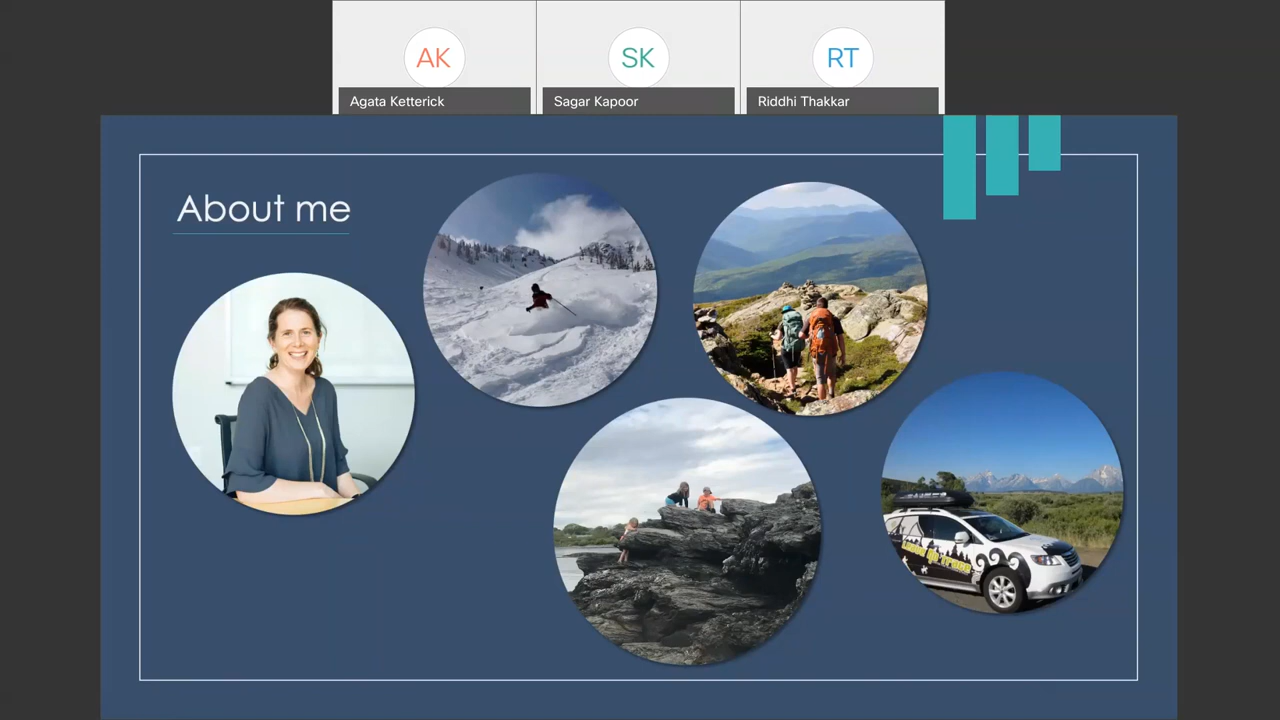 AK
SK
RT
Agata Ketterick
Sagar Kapoor
Riddhi Thakkar
About me